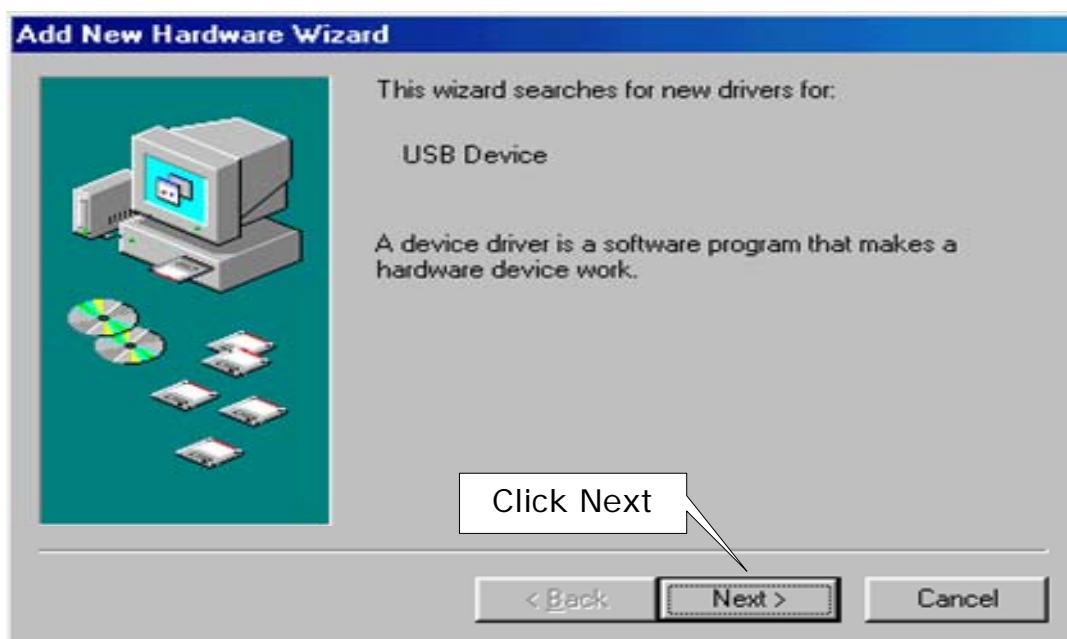 Add New Hardware Wizard
This wizard searches for new drivers for:
USB Device
A device driver is a software program that makes a
hardware device work.
Click Next
< Back
Next >
Cancel